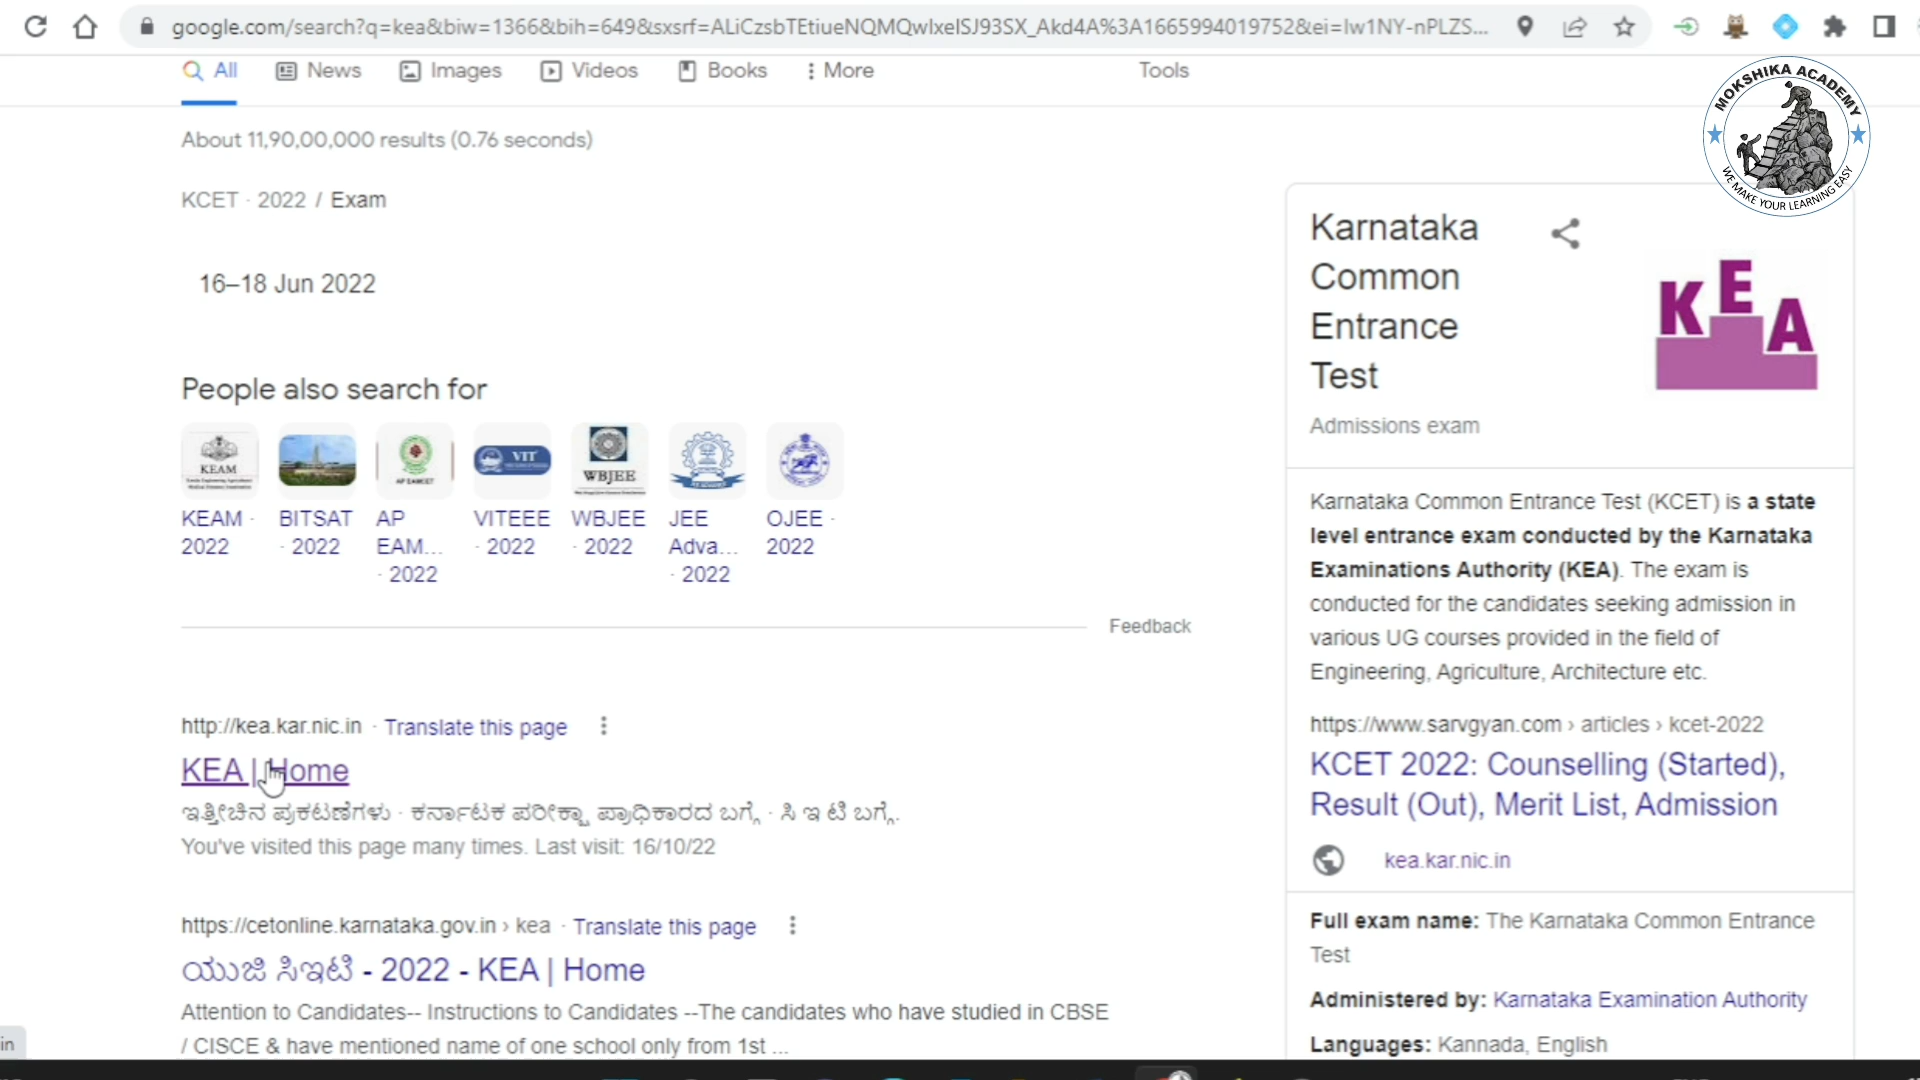 google.com/search?q=kea&biw=1366&bih=649&sxsrf=ALiCzsbTEtiueNQMQwlxeISJ93SX_Akd4A%3A1665994019752&ei=Iw1NY-nPLZS...
All News Images Videos Books More Tools
MOKSHIKA ACADEMY
WE MAKE YOUR LEARNING EASY
About 11,90,00,000 results (0.76 seconds)
KCET · 2022 / Exam
16–18 Jun 2022
People also search for
KEAM
AP EAMCET
VIT
WBJEE
KEAM · BITSAT AP VITEEE WBJEE JEE OJEE ·
2022 · 2022 EAM... · 2022 · 2022 Adva... 2022
· 2022 · 2022
Feedback
http://kea.kar.nic.in · Translate this page
KEA | Home
ಇತ್ತೀಚಿನ ಪ್ರಕಟಣೆಗಳು · ಕರ್ನಾಟಕ ಪರೀಕ್ಷಾ ಪ್ರಾಧಿಕಾರದ ಬಗ್ಗೆ · ಸಿ ಇ ಟಿ ಬಗ್ಗೆ.
You've visited this page many times. Last visit: 16/10/22
https://cetonline.karnataka.gov.in › kea · Translate this page
ಯುಜಿ ಸಿಇಟಿ - 2022 - KEA | Home
Attention to Candidates-- Instructions to Candidates --The candidates who have studied in CBSE
/ CISCE & have mentioned name of one school only from 1st ...
in
Karnataka
Common
Entrance
Test
KEA
Admissions exam
Karnataka Common Entrance Test (KCET) is a state
level entrance exam conducted by the Karnataka
Examinations Authority (KEA). The exam is
conducted for the candidates seeking admission in
various UG courses provided in the field of
Engineering, Agriculture, Architecture etc.
https://www.sarvgyan.com › articles › kcet-2022
KCET 2022: Counselling (Started),
Result (Out), Merit List, Admission
kea.kar.nic.in
Full exam name: The Karnataka Common Entrance
Test
Administered by: Karnataka Examination Authority
Languages: Kannada, English